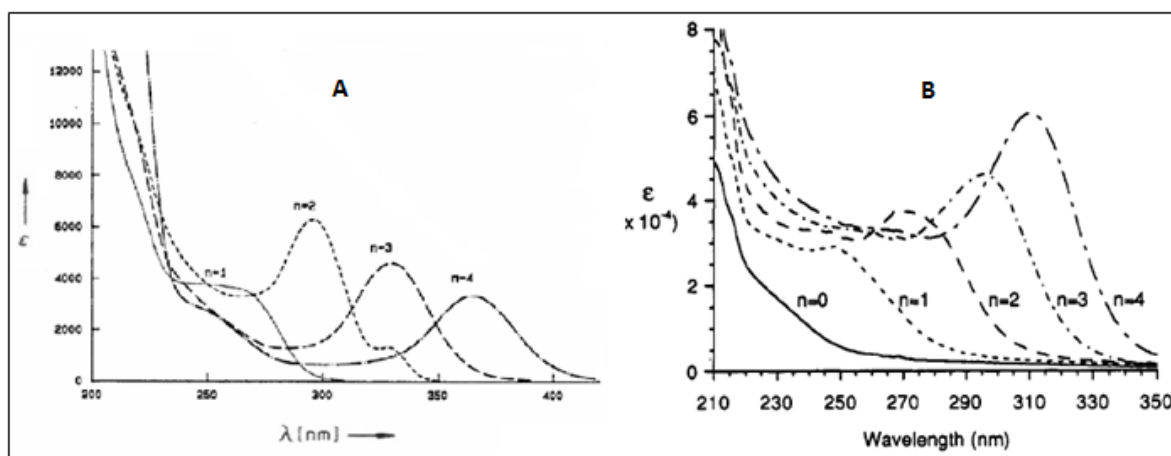 A
12000
10000
8000
6000
4000
2000
0
ε
n=1
n=2
n=3
n=4
200
250
300
350
400
λ [nm]
B
8
6
4
2
0
ε
x 10⁻⁴)
n=0
n=1
n=2
n=3
n=4
210 230 250 270 290 310 330 350
Wavelength (nm)